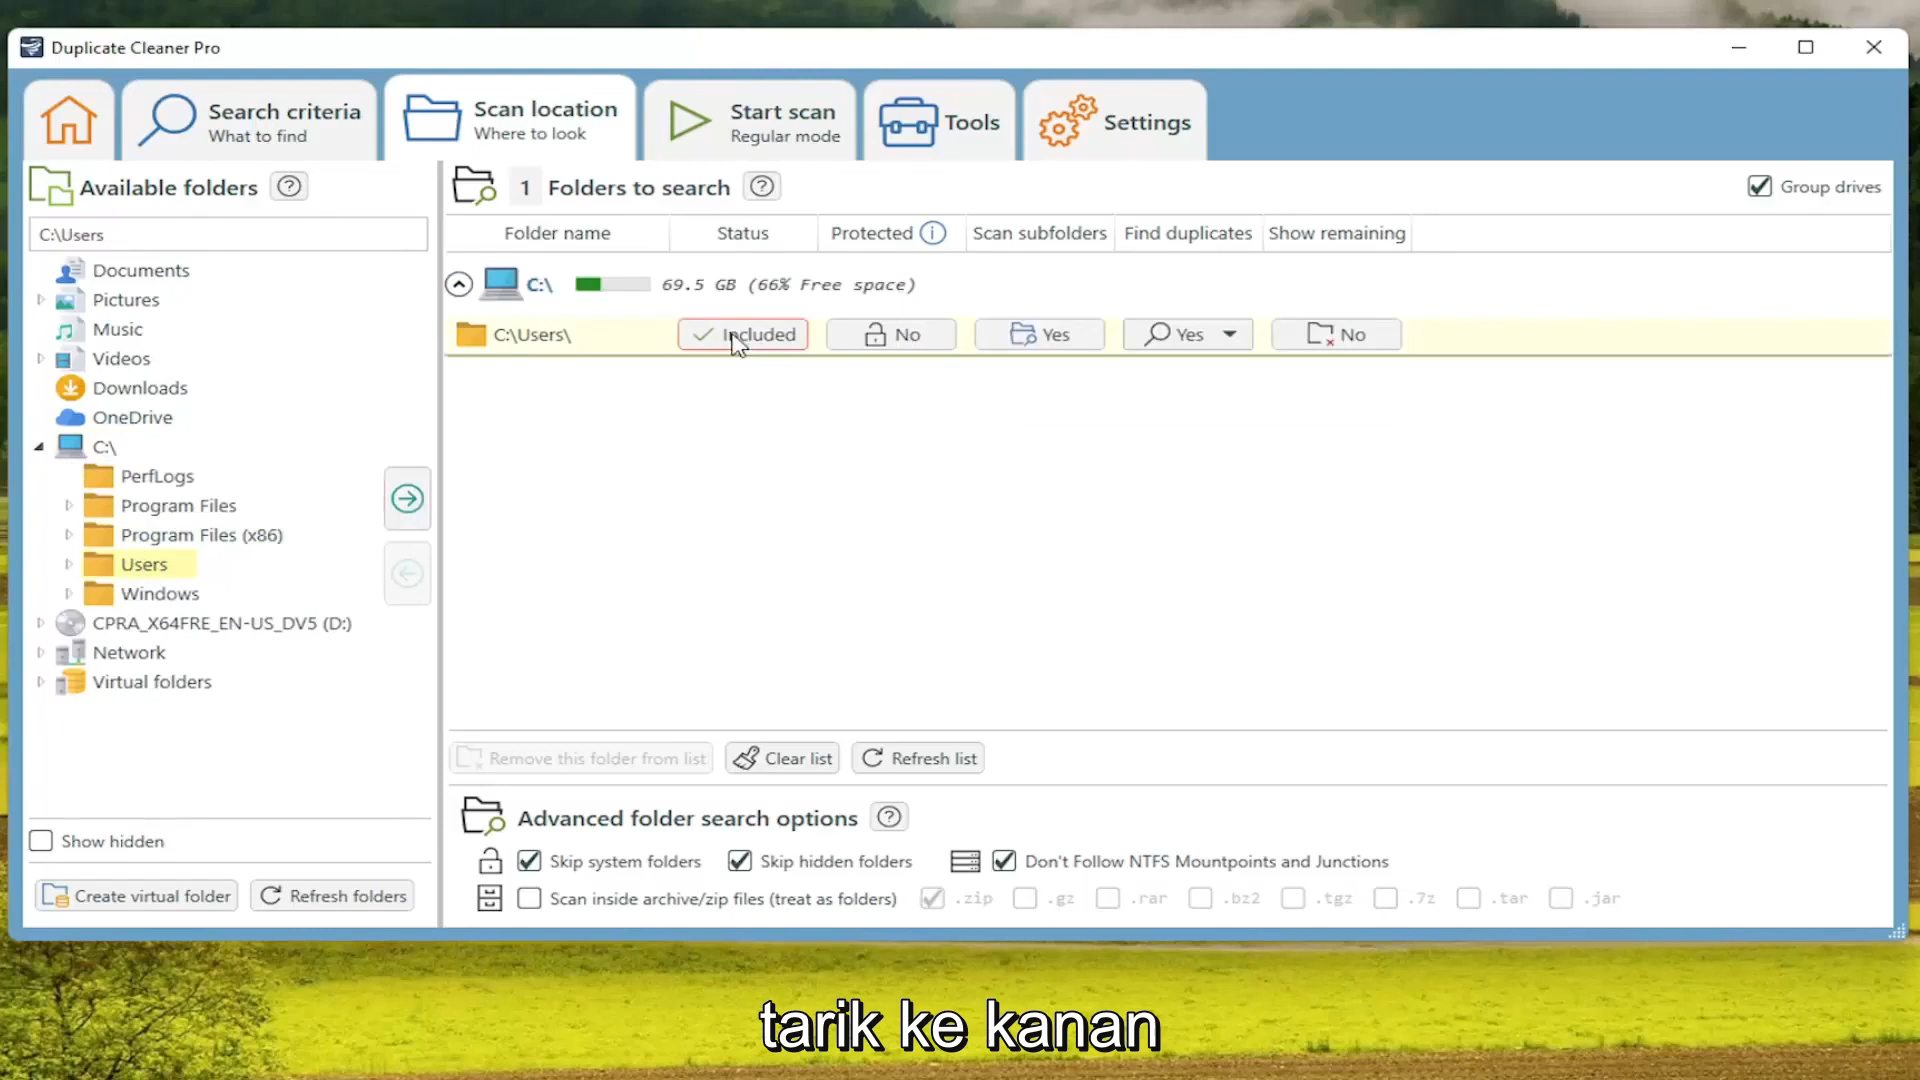 Duplicate Cleaner Pro
Search criteria
What to find
Scan location
Where to look
Start scan
Regular mode
Tools
Settings
Available folders ?
1 Folders to search ?
Group drives
C:\Users
Folder name Status Protected i Scan subfolders Find duplicates Show remaining
C:\ 69.5 GB (66% Free space)
C:\Users\ Included No Yes Yes No
Documents
Pictures
Music
Videos
Downloads
OneDrive
C:\
PerfLogs
Program Files
Program Files (x86)
Users
Windows
CPRA_X64FRE_EN-US_DV5 (D:)
Network
Virtual folders
Show hidden
Create virtual folder Refresh folders
Remove this folder from list Clear list Refresh list
Advanced folder search options ?
Skip system folders Skip hidden folders Don't Follow NTFS Mountpoints and Junctions
Scan inside archive/zip files (treat as folders) .zip .gz .rar .bz2 .tgz .7z .tar .jar
tarik ke kanan